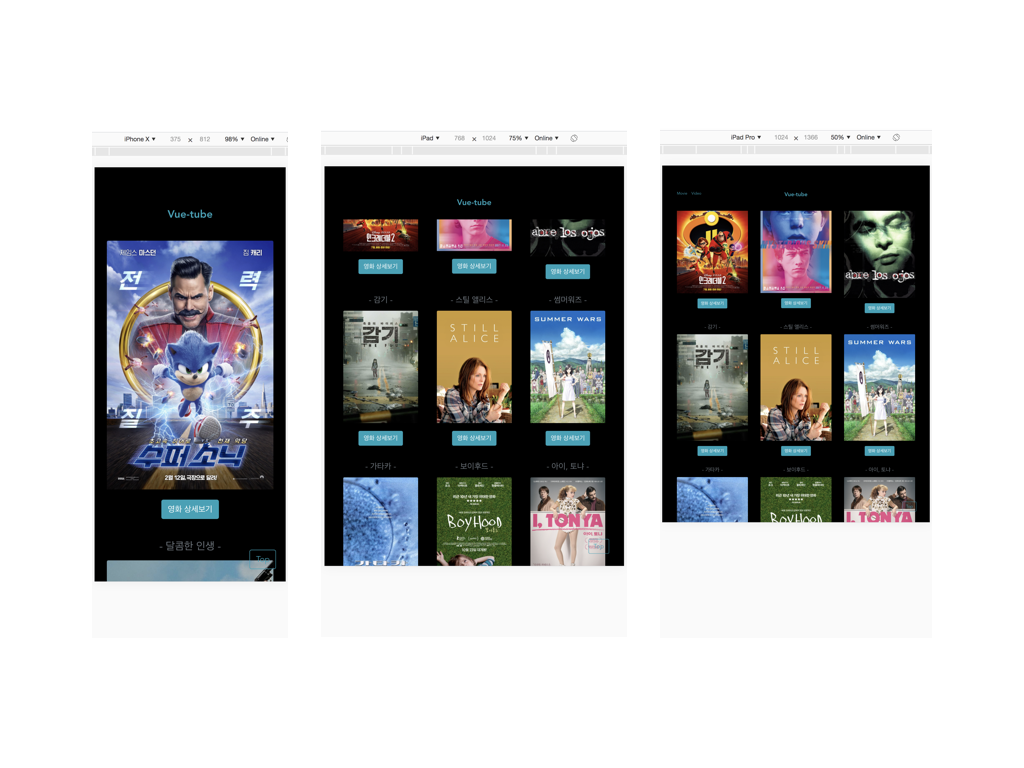 iPhone X ▼ 375 × 812 98% ▼ Online ▼
Vue-tube
제임스 마스던 짐 캐리
전 력
질 주
수퍼 소닉
2월 12일, 극장으로 달려!
영화 상세보기
- 달콤한 인생 -
Top
iPad ▼ 768 × 1024 75% ▼ Online ▼
Vue-tube
인크레더블 2
abre los ojos
영화 상세보기 영화 상세보기 영화 상세보기
- 감기 - - 스틸 앨리스 - - 썸머워즈 -
감기
THE FLU
STILL
ALICE
SUMMER WARS
영화 상세보기 영화 상세보기 영화 상세보기
- 가타카 - - 보이후드 - - 아이, 토냐 -
BOYHOOD
I, TONYA
아이, 토냐
iPad Pro ▼ 1024 × 1366 50% ▼ Online ▼
Movie Video
Vue-tube
인크레더블 2
abre los ojos
영화 상세보기 영화 상세보기 영화 상세보기
- 감기 - - 스틸 앨리스 - - 썸머워즈 -
감기
THE FLU
STILL
ALICE
SUMMER WARS
영화 상세보기 영화 상세보기 영화 상세보기
- 가타카 - - 보이후드 - - 아이, 토냐 -
BOYHOOD
I, TONYA